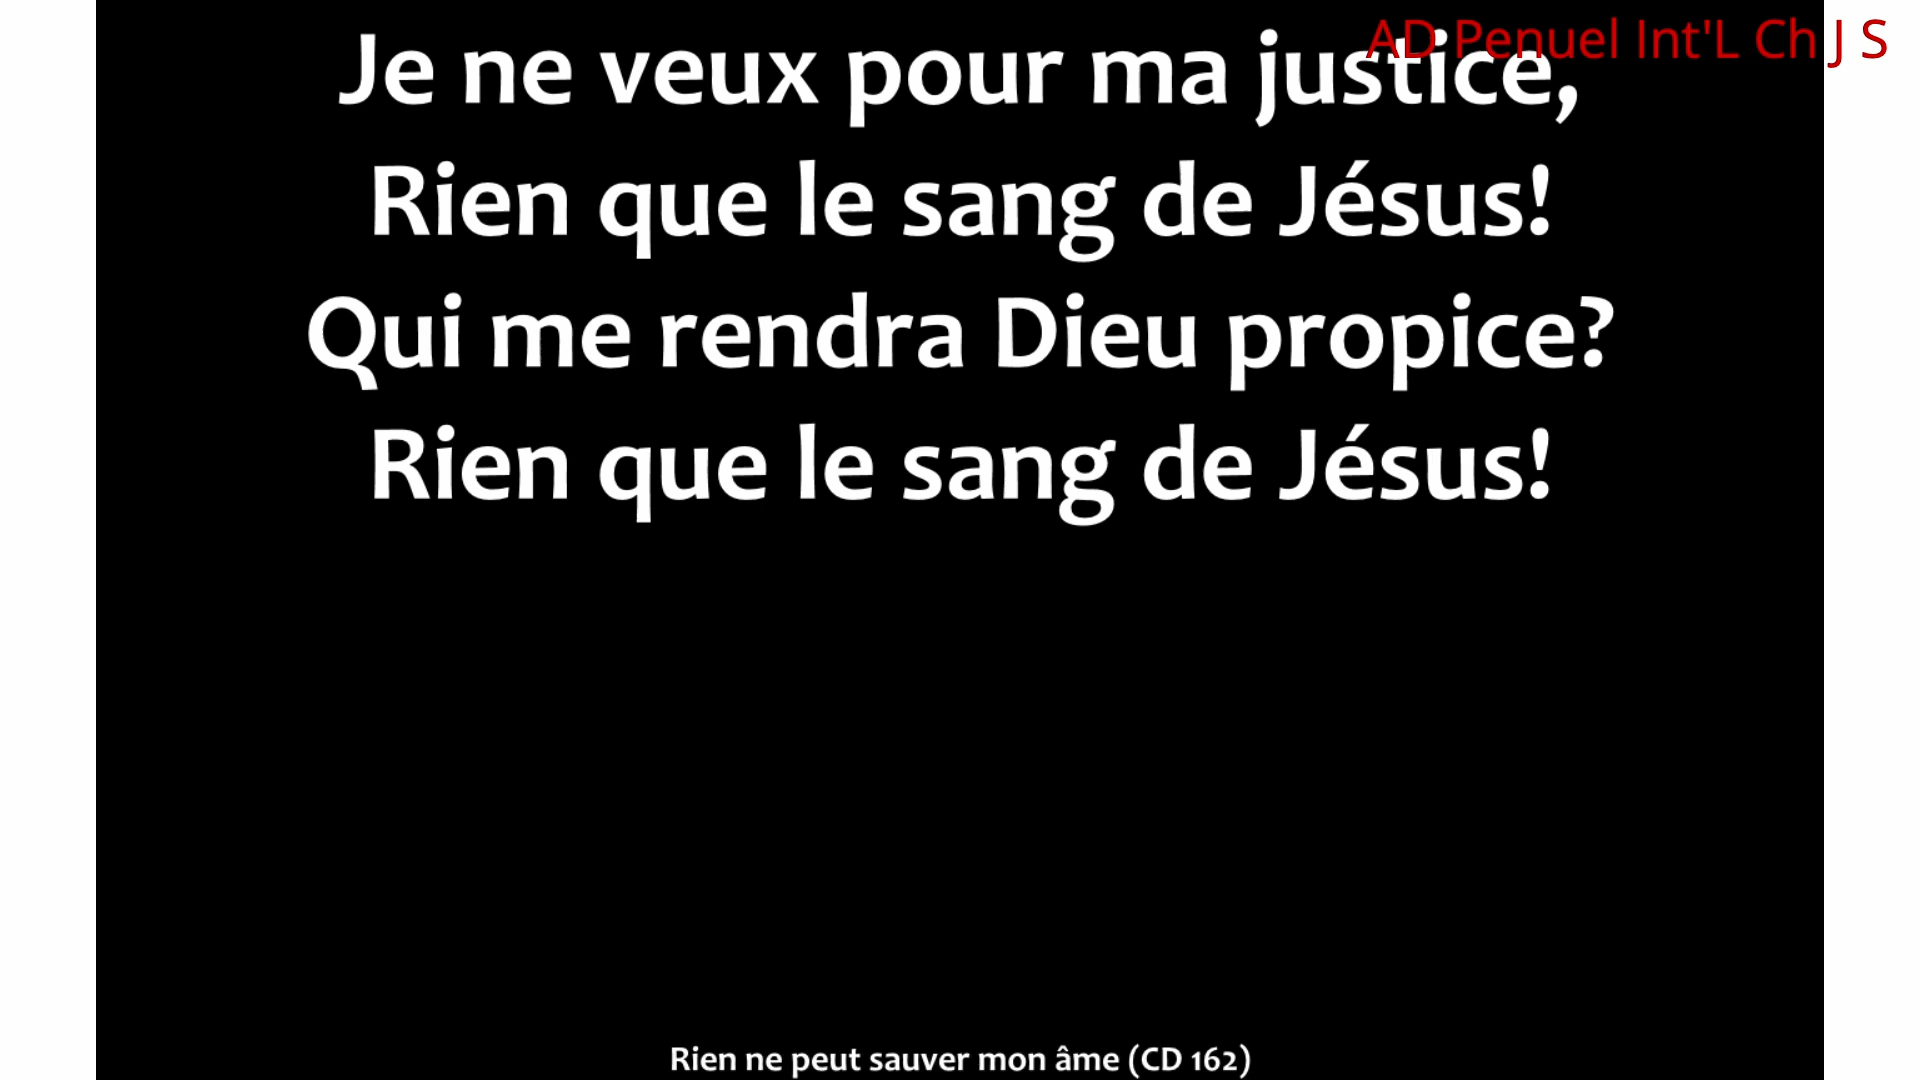 AD Penuel Int'L Ch J S
Je ne veux pour ma justice,
Rien que le sang de Jésus!
Qui me rendra Dieu propice?
Rien que le sang de Jésus!
Rien ne peut sauver mon âme (CD 162)